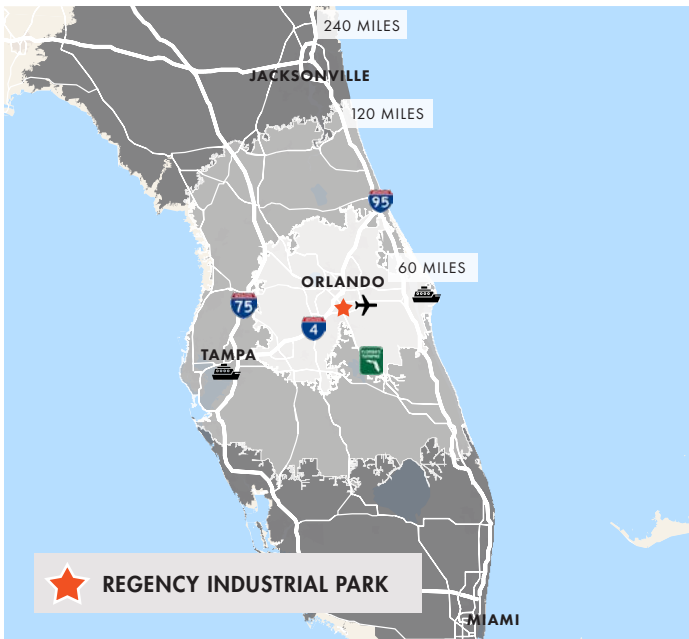 240 MILES
JACKSONVILLE
120 MILES
95
60 MILES
ORLANDO
75
4
TAMPA
REGENCY INDUSTRIAL PARK
MIAMI